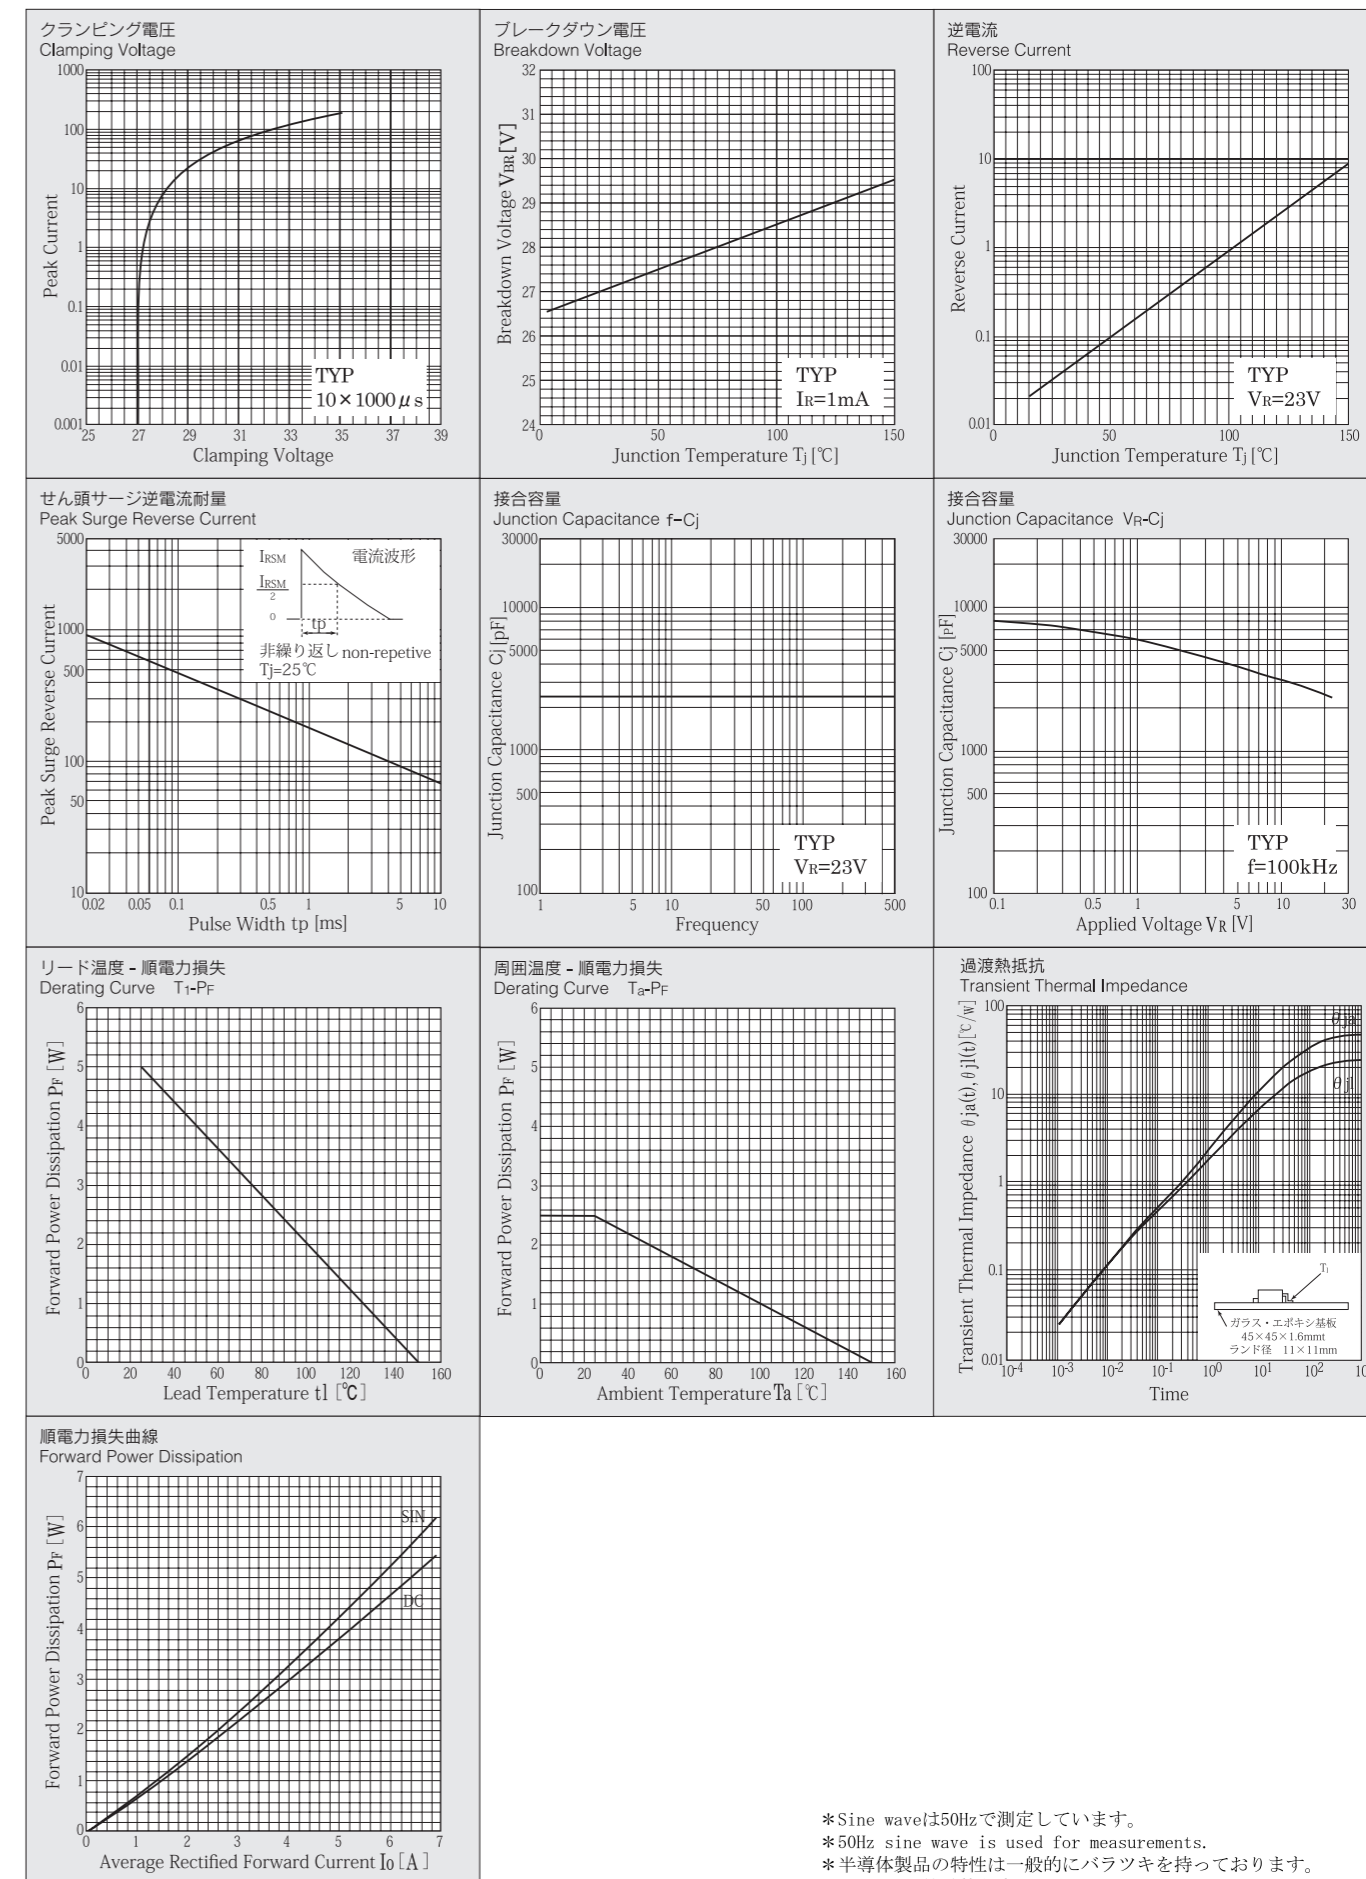 クランピング電圧
Clamping Voltage
1000
100
10
1
0.1
0.01
0.001
Peak Current
TYP
10×1000μs
25 27 29 31 33 35 37 39
Clamping Voltage
ブレークダウン電圧
Breakdown Voltage
32
31
30
29
28
27
26
25
24
Breakdown Voltage VBR[V]
TYP
IR=1mA
0 50 100 150
Junction Temperature Tj [℃]
逆電流
Reverse Current
100
10
1
0.1
0.01
Reverse Current
TYP
VR=23V
0 50 100 150
Junction Temperature Tj [℃]
せん頭サージ逆電流耐量
Peak Surge Reverse Current
5000
1000
500
100
50
10
Peak Surge Reverse Current
IRSM
電流波形
IRSM
2
0
tp
非繰り返し non-repetive
Tj=25℃
0.02 0.05 0.1 0.5 1 5 10
Pulse Width tp [ms]
接合容量
Junction Capacitance f-Cj
30000
10000
5000
1000
500
100
Junction Capacitance Cj [pF]
TYP
VR=23V
1 5 10 50 100 500
Frequency
接合容量
Junction Capacitance VR-Cj
30000
10000
5000
1000
500
100
Junction Capacitance Cj [pF]
TYP
f=100kHz
0.1 0.5 1 5 10 30
Applied Voltage VR [V]
リード温度 - 順電力損失
Derating Curve T1-PF
6
5
4
3
2
1
0
Forward Power Dissipation PF [W]
0 20 40 60 80 100 120 140 160
Lead Temperature tl [℃]
周囲温度 - 順電力損失
Derating Curve Ta-PF
6
5
4
3
2
1
0
Forward Power Dissipation PF [W]
0 20 40 60 80 100 120 140 160
Ambient Temperature Ta [℃]
過渡熱抵抗
Transient Thermal Impedance
100
10
1
0.1
0.01
Transient Thermal Impedance θja(t), θjl(t) [℃/w]
θja
θjl
Tl
ガラス・エポキシ基板
45×45×1.6mmt
ランド径 11×11mm
10-4 10-3 10-2 10-1 100 101 102 10
Time
順電力損失曲線
Forward Power Dissipation
7
6
5
4
3
2
1
0
Forward Power Dissipation PF [W]
SIN
DC
0 1 2 3 4 5 6 7
Average Rectified Forward Current Io [A]
*Sine waveは50Hzで測定しています。
*50Hz sine wave is used for measurements.
*半導体製品の特性は一般的にバラツキを持っております。